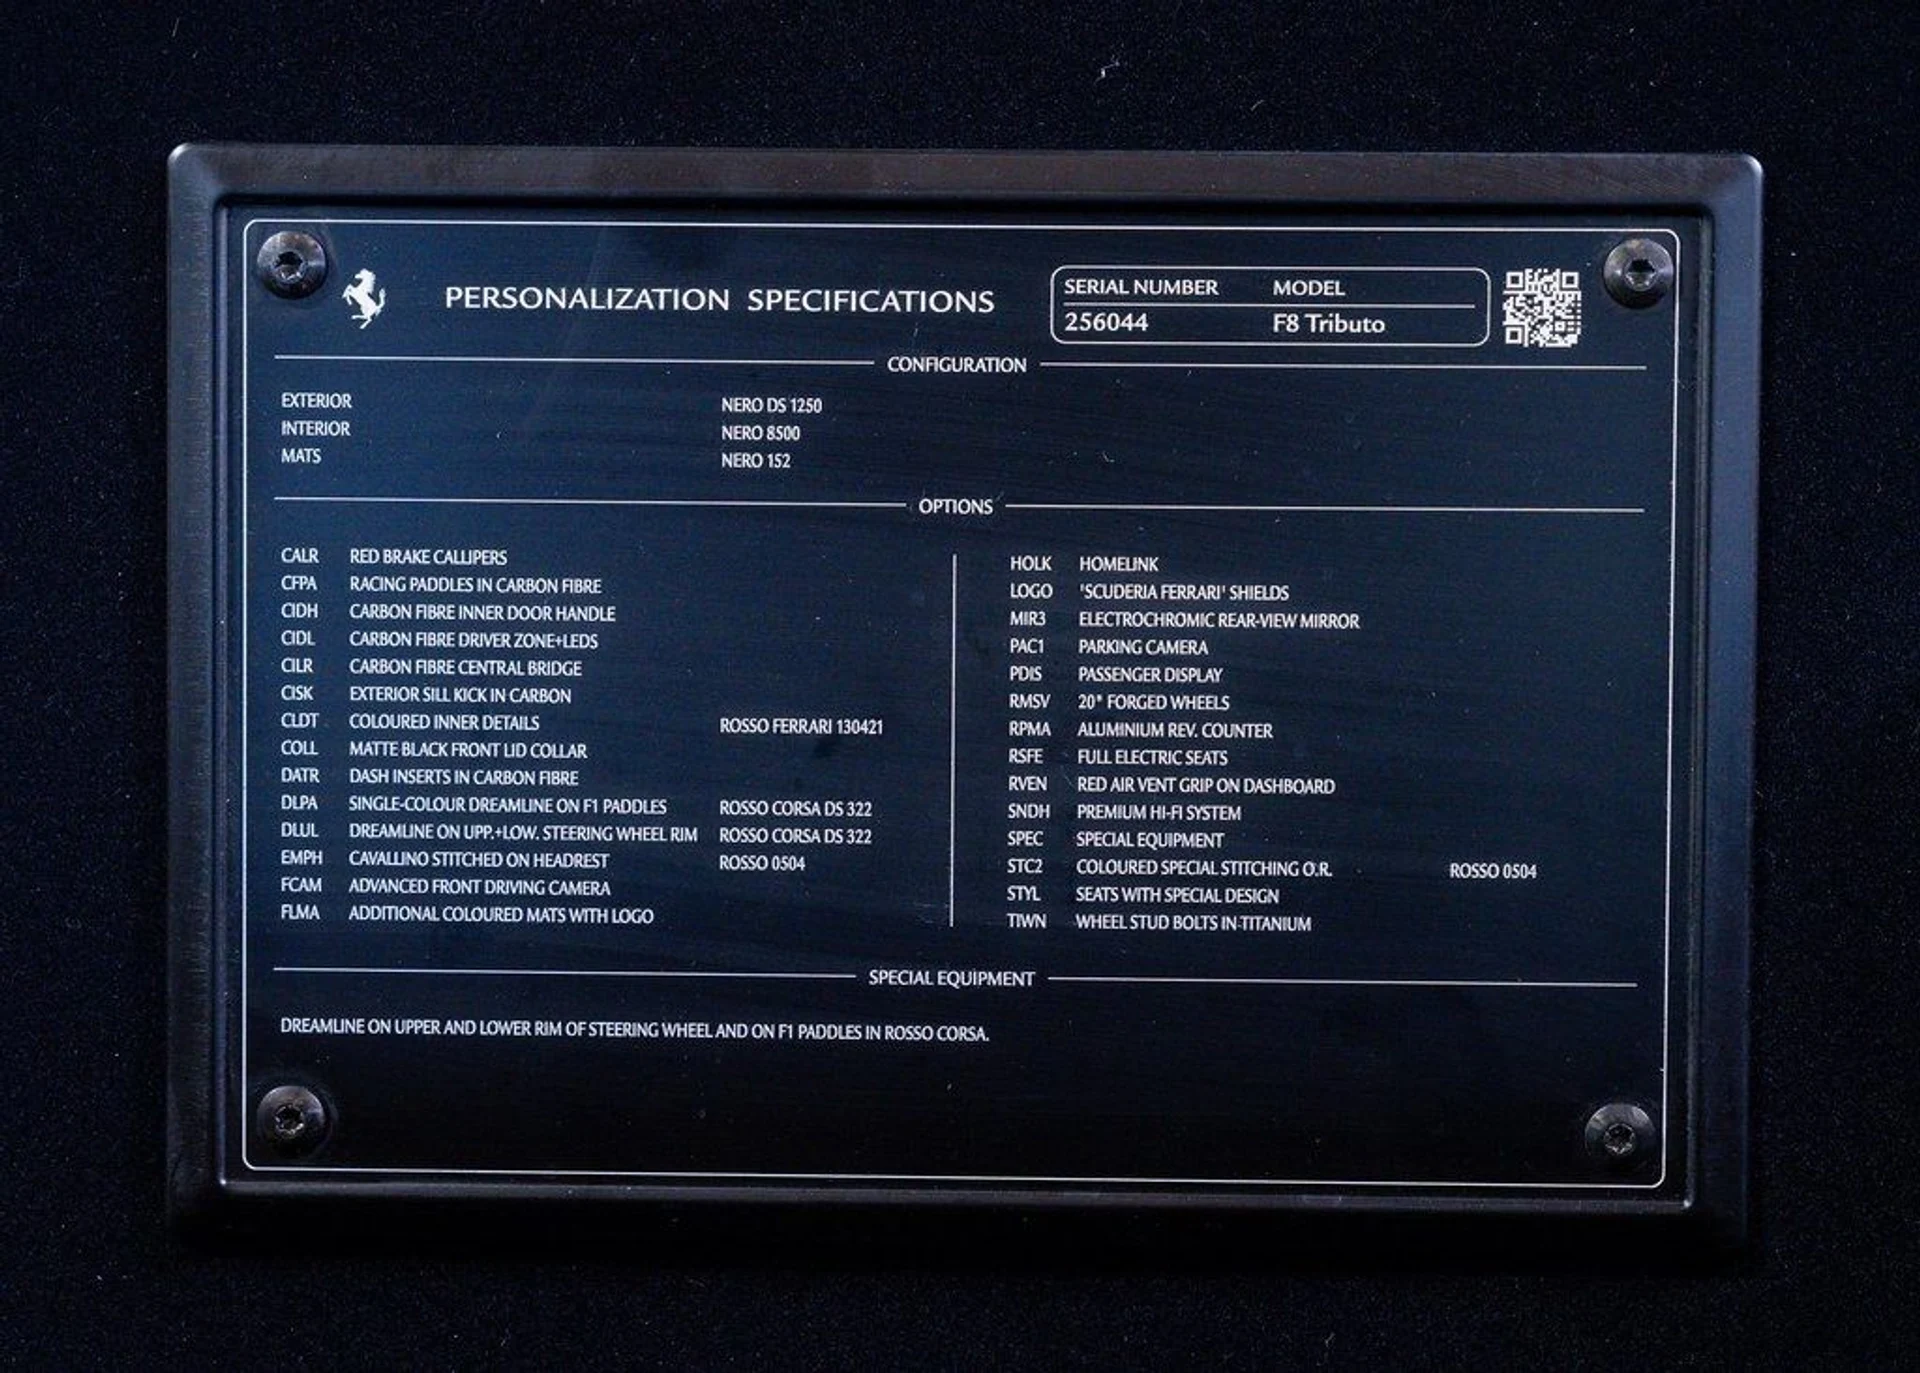 PERSONALIZATION SPECIFICATIONS
SERIAL NUMBER MODEL
256044 F8 Tributo
CONFIGURATION
EXTERIOR NERO DS 1250
INTERIOR NERO 8500
MATS NERO 152
OPTIONS
CALR RED BRAKE CALLIPERS
CFPA RACING PADDLES IN CARBON FIBRE
CIDH CARBON FIBRE INNER DOOR HANDLE
CIDL CARBON FIBRE DRIVER ZONE+LEDS
CILR CARBON FIBRE CENTRAL BRIDGE
CISK EXTERIOR SILL KICK IN CARBON
CLDT COLOURED INNER DETAILS ROSSO FERRARI 130421
COLL MATTE BLACK FRONT LID COLLAR
DATR DASH INSERTS IN CARBON FIBRE
DLPA SINGLE-COLOUR DREAMLINE ON F1 PADDLES ROSSO CORSA DS 322
DLUL DREAMLINE ON UPP.+LOW. STEERING WHEEL RIM ROSSO CORSA DS 322
EMPH CAVALLINO STITCHED ON HEADREST ROSSO 0504
FCAM ADVANCED FRONT DRIVING CAMERA
FLMA ADDITIONAL COLOURED MATS WITH LOGO
HOLK HOMELINK
LOGO 'SCUDERIA FERRARI' SHIELDS
MIR3 ELECTROCHROMIC REAR-VIEW MIRROR
PAC1 PARKING CAMERA
PDIS PASSENGER DISPLAY
RMSV 20" FORGED WHEELS
RPMA ALUMINIUM REV. COUNTER
RSFE FULL ELECTRIC SEATS
RVEN RED AIR VENT GRIP ON DASHBOARD
SNDH PREMIUM HI-FI SYSTEM
SPEC SPECIAL EQUIPMENT
STC2 COLOURED SPECIAL STITCHING O.R. ROSSO 0504
STYL SEATS WITH SPECIAL DESIGN
TIWN WHEEL STUD BOLTS IN TITANIUM
SPECIAL EQUIPMENT
DREAMLINE ON UPPER AND LOWER RIM OF STEERING WHEEL AND ON F1 PADDLES IN ROSSO CORSA.